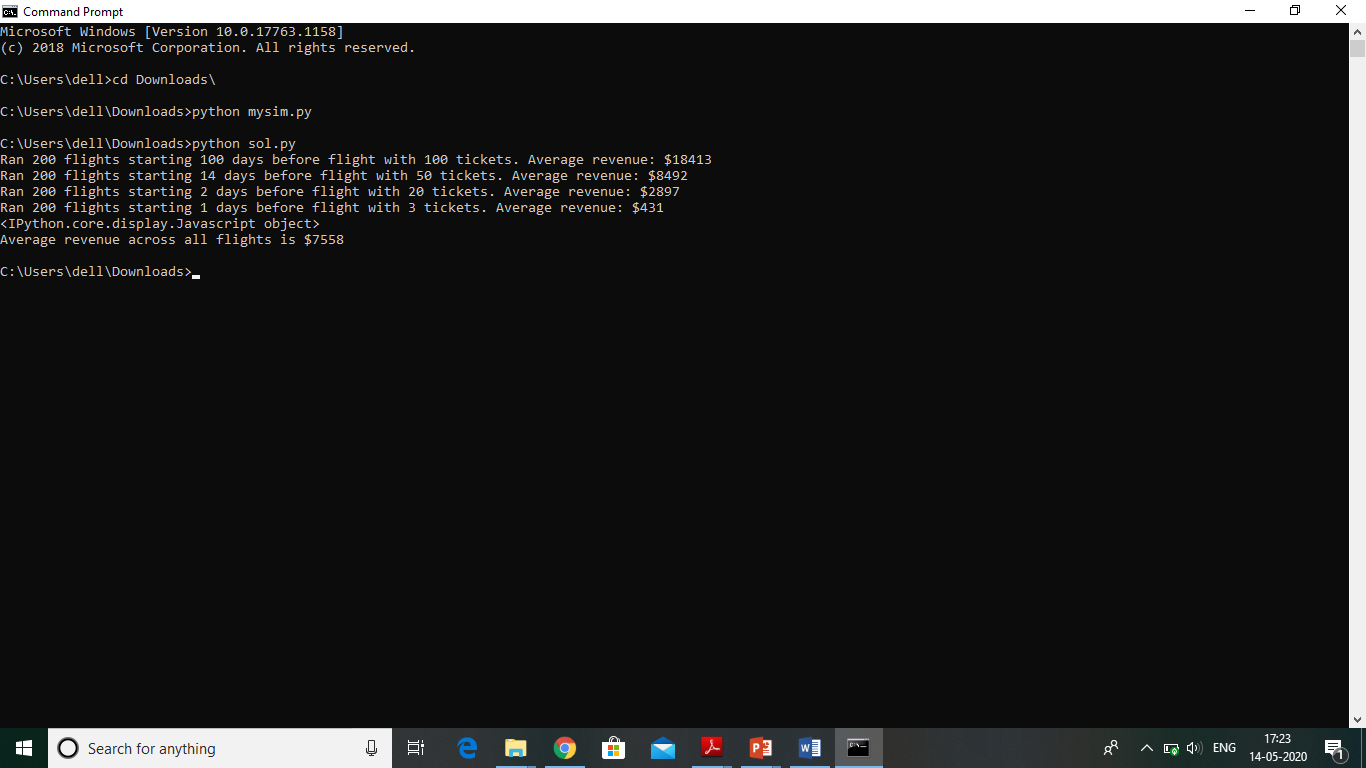 Command Prompt
Microsoft Windows [Version 10.0.17763.1158]
(c) 2018 Microsoft Corporation. All rights reserved.
C:\Users\dell>cd Downloads\
C:\Users\dell\Downloads>python mysim.py
C:\Users\dell\Downloads>python sol.py
Ran 200 flights starting 100 days before flight with 100 tickets. Average revenue: $18413
Ran 200 flights starting 14 days before flight with 50 tickets. Average revenue: $8492
Ran 200 flights starting 2 days before flight with 20 tickets. Average revenue: $2897
Ran 200 flights starting 1 days before flight with 3 tickets. Average revenue: $431
<IPython.core.display.Javascript object>
Average revenue across all flights is $7558
C:\Users\dell\Downloads>
Search for anything
ENG
17:23
14-05-2020
1